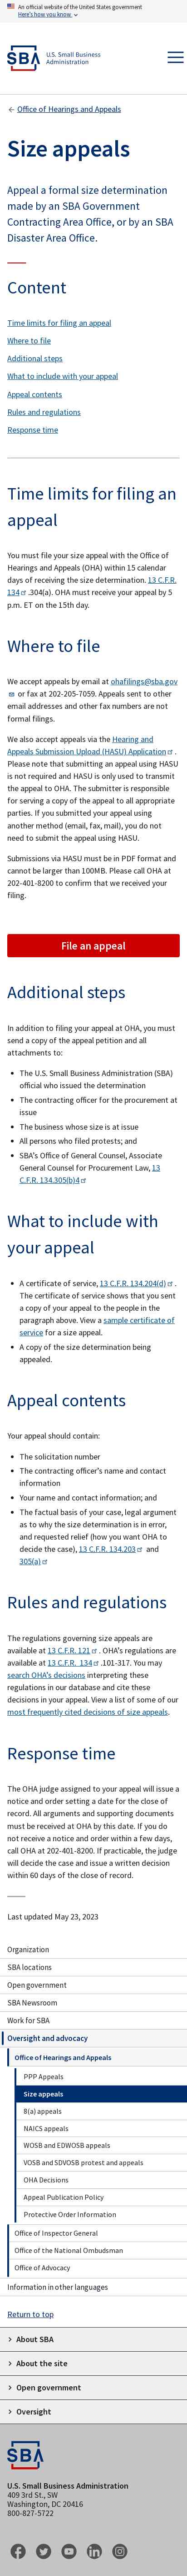 An official website of the United States government
Here's how you know
SBA
U.S. Small Business
Administration
Office of Hearings and Appeals
Size appeals
Appeal a formal size determination
made by an SBA Government
Contracting Area Office, or by an SBA
Disaster Area Office.
Content
Time limits for filing an appeal
Where to file
Additional steps
What to include with your appeal
Appeal contents
Rules and regulations
Response time
Time limits for filing an
appeal
You must file your size appeal with the Office of
Hearings and Appeals (OHA) within 15 calendar
days of receiving the size determination. 13 C.F.R.
134 .304(a). OHA must receive your appeal by 5
p.m. ET on the 15th day.
Where to file
We accept appeals by email at ohafilings@sba.gov
or fax at 202-205-7059. Appeals sent to other
email addresses and other fax numbers are not
formal filings.
We also accept appeals via the Hearing and
Appeals Submission Upload (HASU) Application .
Please note that submitting an appeal using HASU
is not required and HASU is only used to transmit
the appeal to OHA. The submitter is responsible
for serving a copy of the appeal to all appropriate
parties. If you submitted your appeal using
another method (email, fax, mail), you do not
need to submit the appeal using HASU.
Submissions via HASU must be in PDF format and
cannot be larger than 100MB. Please call OHA at
202-401-8200 to confirm that we received your
filing.
File an appeal
Additional steps
In addition to filing your appeal at OHA, you must
send a copy of the appeal petition and all
attachments to:
• The U.S. Small Business Administration (SBA)
official who issued the determination
• The contracting officer for the procurement at
issue
• The business whose size is at issue
• All persons who filed protests; and
• SBA's Office of General Counsel, Associate
General Counsel for Procurement Law, 13
C.F.R. 134.305(b)4
What to include with
your appeal
• A certificate of service, 13 C.F.R. 134.204(d) .
The certificate of service shows that you sent
a copy of your appeal to the people in the
paragraph above. View a sample certificate of
service for a size appeal.
• A copy of the size determination being
appealed.
Appeal contents
Your appeal should contain:
• The solicitation number
• The contracting officer's name and contact
information
• Your name and contact information; and
• The factual basis of your case, legal argument
as to why the size determination is in error,
and requested relief (how you want OHA to
decide the case), 13 C.F.R. 134.203 and
305(a)
Rules and regulations
The regulations governing size appeals are
available at 13 C.F.R. 121 . OHA's regulations are
available at 13 C.F.R. 134 .101-317. You may
search OHA's decisions interpreting these
regulations in our database and cite these
decisions in your appeal. View a list of some of our
most frequently cited decisions of size appeals.
Response time
The OHA judge assigned to your appeal will issue a
notice and order setting a date for the close of
record. All arguments and supporting documents
must be received at OHA by this date. If you do
not receive a notice and order within a few days,
call OHA at 202-401-8200. If practicable, the judge
will decide the case and issue a written decision
within 60 days of the close of record.
Last updated May 23, 2023
Organization
SBA locations
Open government
SBA Newsroom
Work for SBA
Oversight and advocacy
Office of Hearings and Appeals
PPP Appeals
Size appeals
8(a) appeals
NAICS appeals
WOSB and EDWOSB appeals
VOSB and SDVOSB protest and appeals
OHA Decisions
Appeal Publication Policy
Protective Order Information
Office of Inspector General
Office of the National Ombudsman
Office of Advocacy
Information in other languages
Return to top
About SBA
About the site
Open government
Oversight
SBA
U.S. Small Business Administration
409 3rd St., SW
Washington, DC 20416
800-827-5722